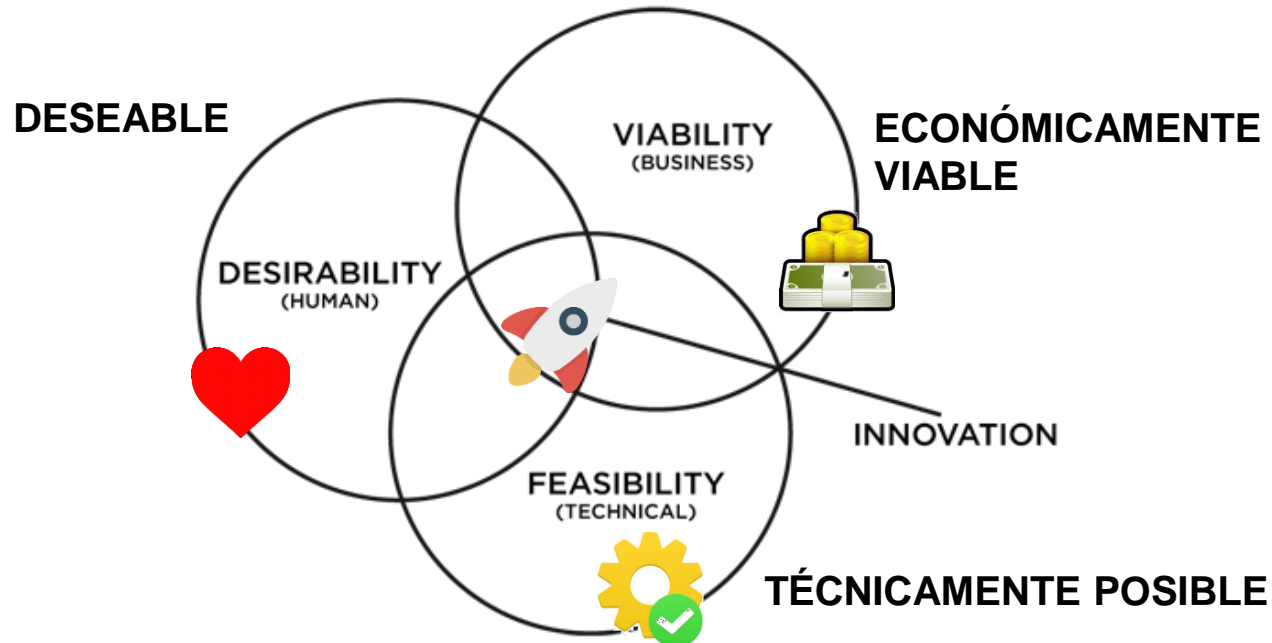 DESEABLE
VIABILITY
(BUSINESS)
ECONÓMICAMENTE
VIABLE
DESIRABILITY
(HUMAN)
INNOVATION
FEASIBILITY
(TECHNICAL)
TÉCNICAMENTE POSIBLE